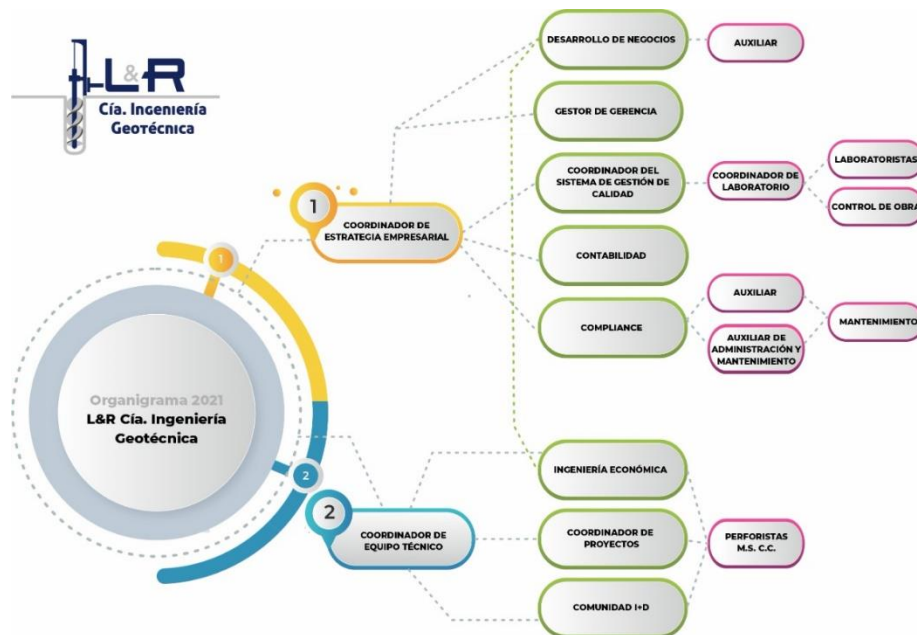 L&R
Cía. Ingeniería
Geotécnica
DESARROLLO DE NEGOCIOS
AUXILIAR
GESTOR DE GERENCIA
COORDINADOR DEL
SISTEMA DE GESTIÓN DE
CALIDAD
COORDINADOR DE
LABORATORIO
LABORATORISTAS
CONTROL DE OBRA
1
COORDINADOR DE
ESTRATEGIA EMPRESARIAL
CONTABILIDAD
1
COMPLIANCE
AUXILIAR
AUXILIAR DE
ADMINISTRACIÓN Y
MANTENIMIENTO
MANTENIMIENTO
Organigrama 2021
L&R Cía. Ingeniería
Geotécnica
2
2
COORDINADOR DE
EQUIPO TÉCNICO
INGENIERÍA ECONÓMICA
COORDINADOR DE
PROYECTOS
PERFORISTAS
M.S. C.C.
COMUNIDAD I+D